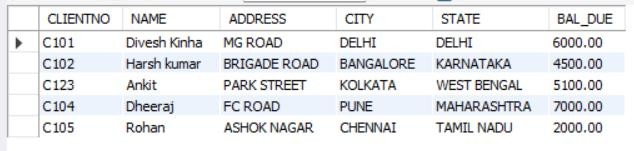 CLIENTNO NAME ADDRESS CITY STATE BAL_DUE
C101 Divesh Kinha MG ROAD DELHI DELHI 6000.00
C102 Harsh kumar BRIGADE ROAD BANGALORE KARNATAKA 4500.00
C123 Ankit PARK STREET KOLKATA WEST BENGAL 5100.00
C104 Dheeraj FC ROAD PUNE MAHARASHTRA 7000.00
C105 Rohan ASHOK NAGAR CHENNAI TAMIL NADU 2000.00